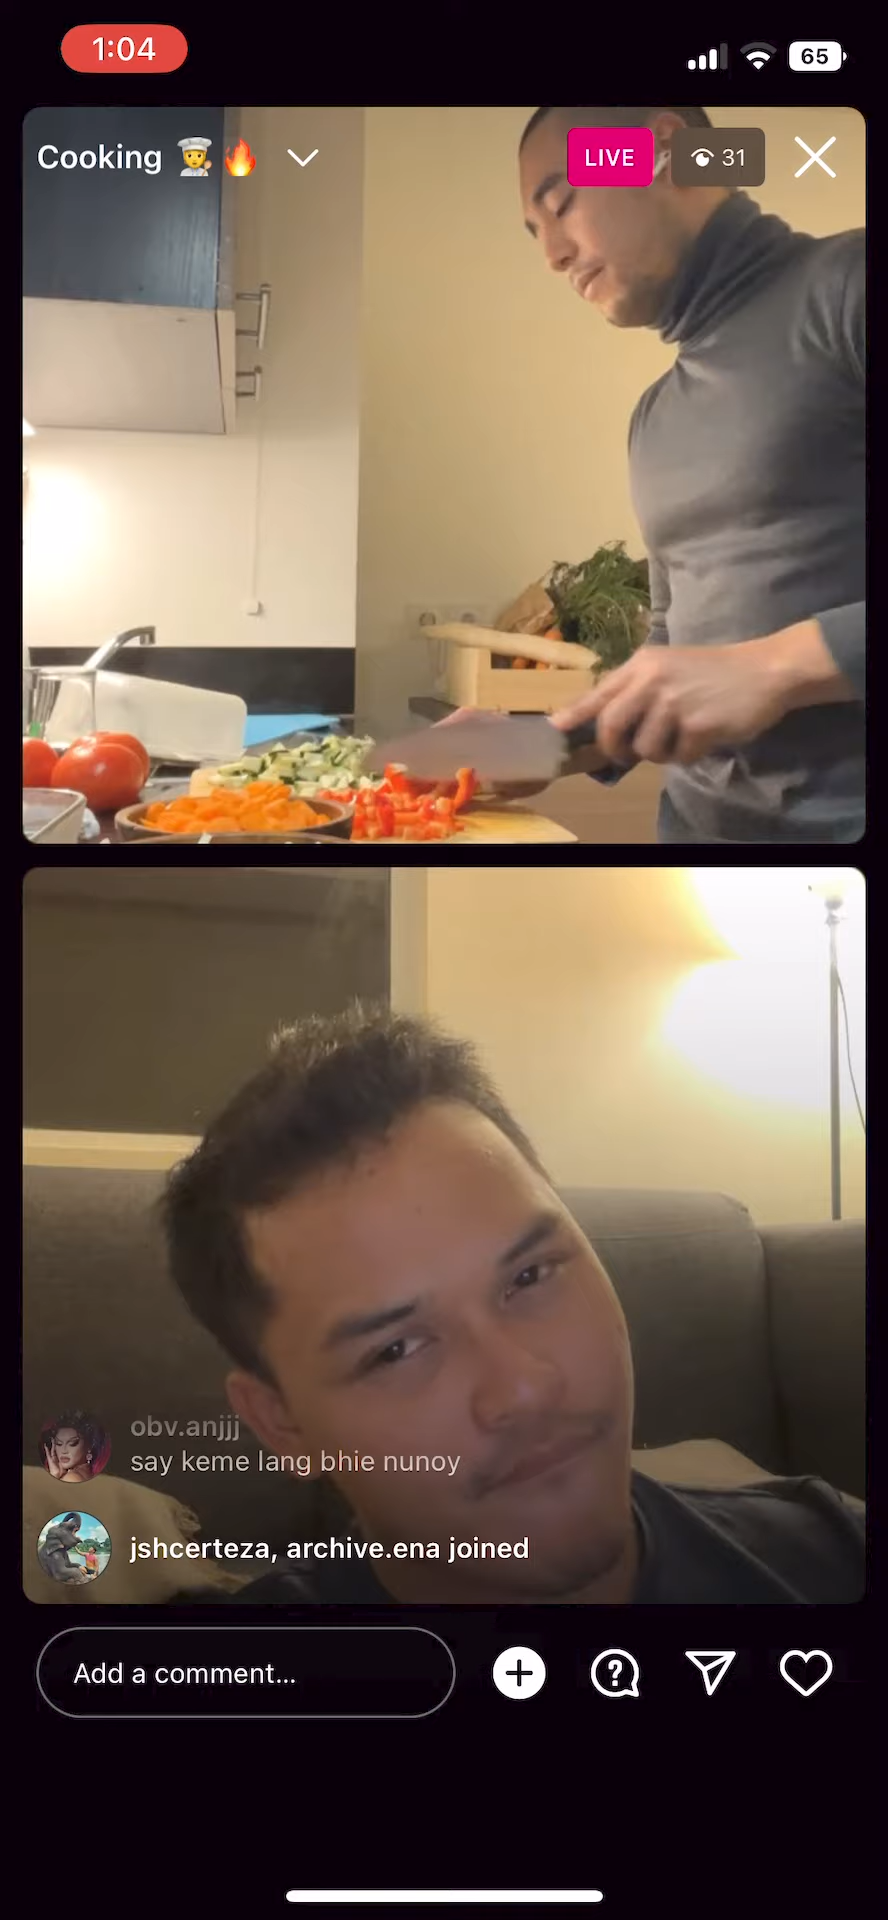 1:04
65
Cooking 👨‍🍳🔥
LIVE
31
obv.anjjj
say keme lang bhie nunoy
jshcerteza, archive.ena joined
Add a comment...